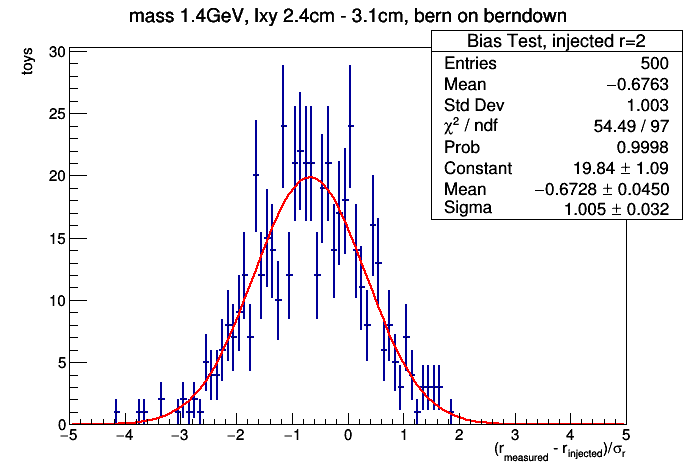 mass 1.4GeV, lxy 2.4cm - 3.1cm, bern on berndown
Bias Test, injected r=2
Entries 500
Mean −0.6763
Std Dev 1.003
χ² / ndf 54.49 / 97
Prob 0.9998
Constant 19.84 ± 1.09
Mean −0.6728 ± 0.0450
Sigma 1.005 ± 0.032
toys
30
25
20
15
10
5
0
−5 −4 −3 −2 −1 0 1 2 3 4 5
(r_measured - r_injected)/σ_r